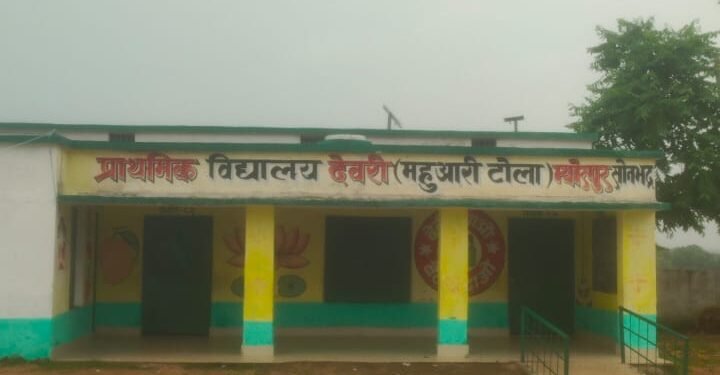 प्राथमिक विद्यालय देवरी (महुआरी टोला) म्योरपुर सोनभद्र